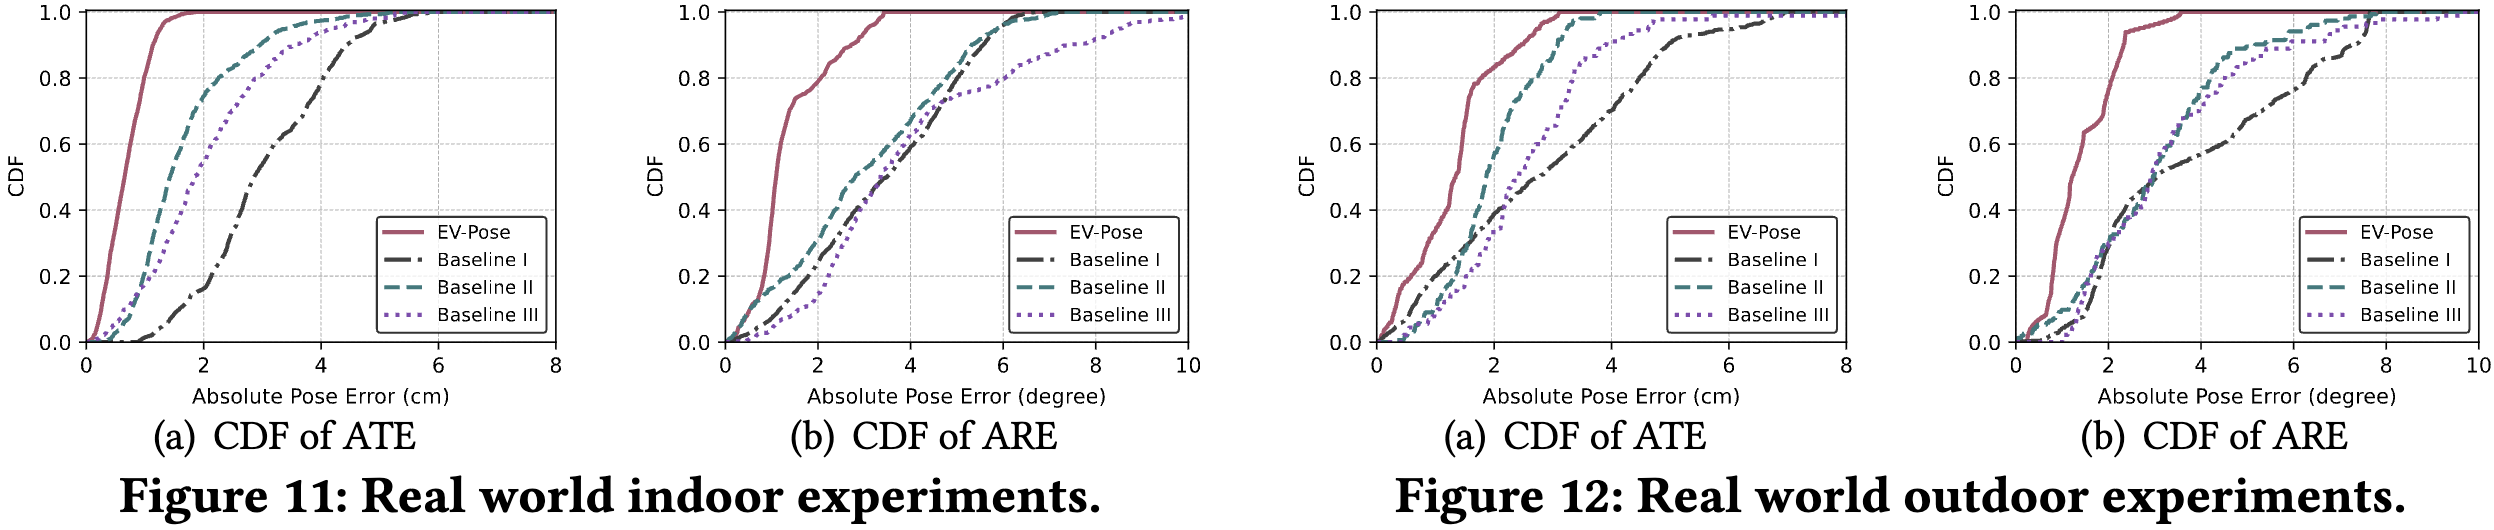 1.0
0.8
0.6
0.4
0.2
0.0
CDF
0 2 4 6 8
Absolute Pose Error (cm)
EV-Pose
Baseline I
Baseline II
Baseline III
(a) CDF of ATE
1.0
0.8
0.6
0.4
0.2
0.0
CDF
0 2 4 6 8 10
Absolute Pose Error (degree)
EV-Pose
Baseline I
Baseline II
Baseline III
(b) CDF of ARE
Figure 11: Real world indoor experiments.
1.0
0.8
0.6
0.4
0.2
0.0
CDF
0 2 4 6 8
Absolute Pose Error (cm)
EV-Pose
Baseline I
Baseline II
Baseline III
(a) CDF of ATE
1.0
0.8
0.6
0.4
0.2
0.0
CDF
0 2 4 6 8 10
Absolute Pose Error (degree)
EV-Pose
Baseline I
Baseline II
Baseline III
(b) CDF of ARE
Figure 12: Real world outdoor experiments.